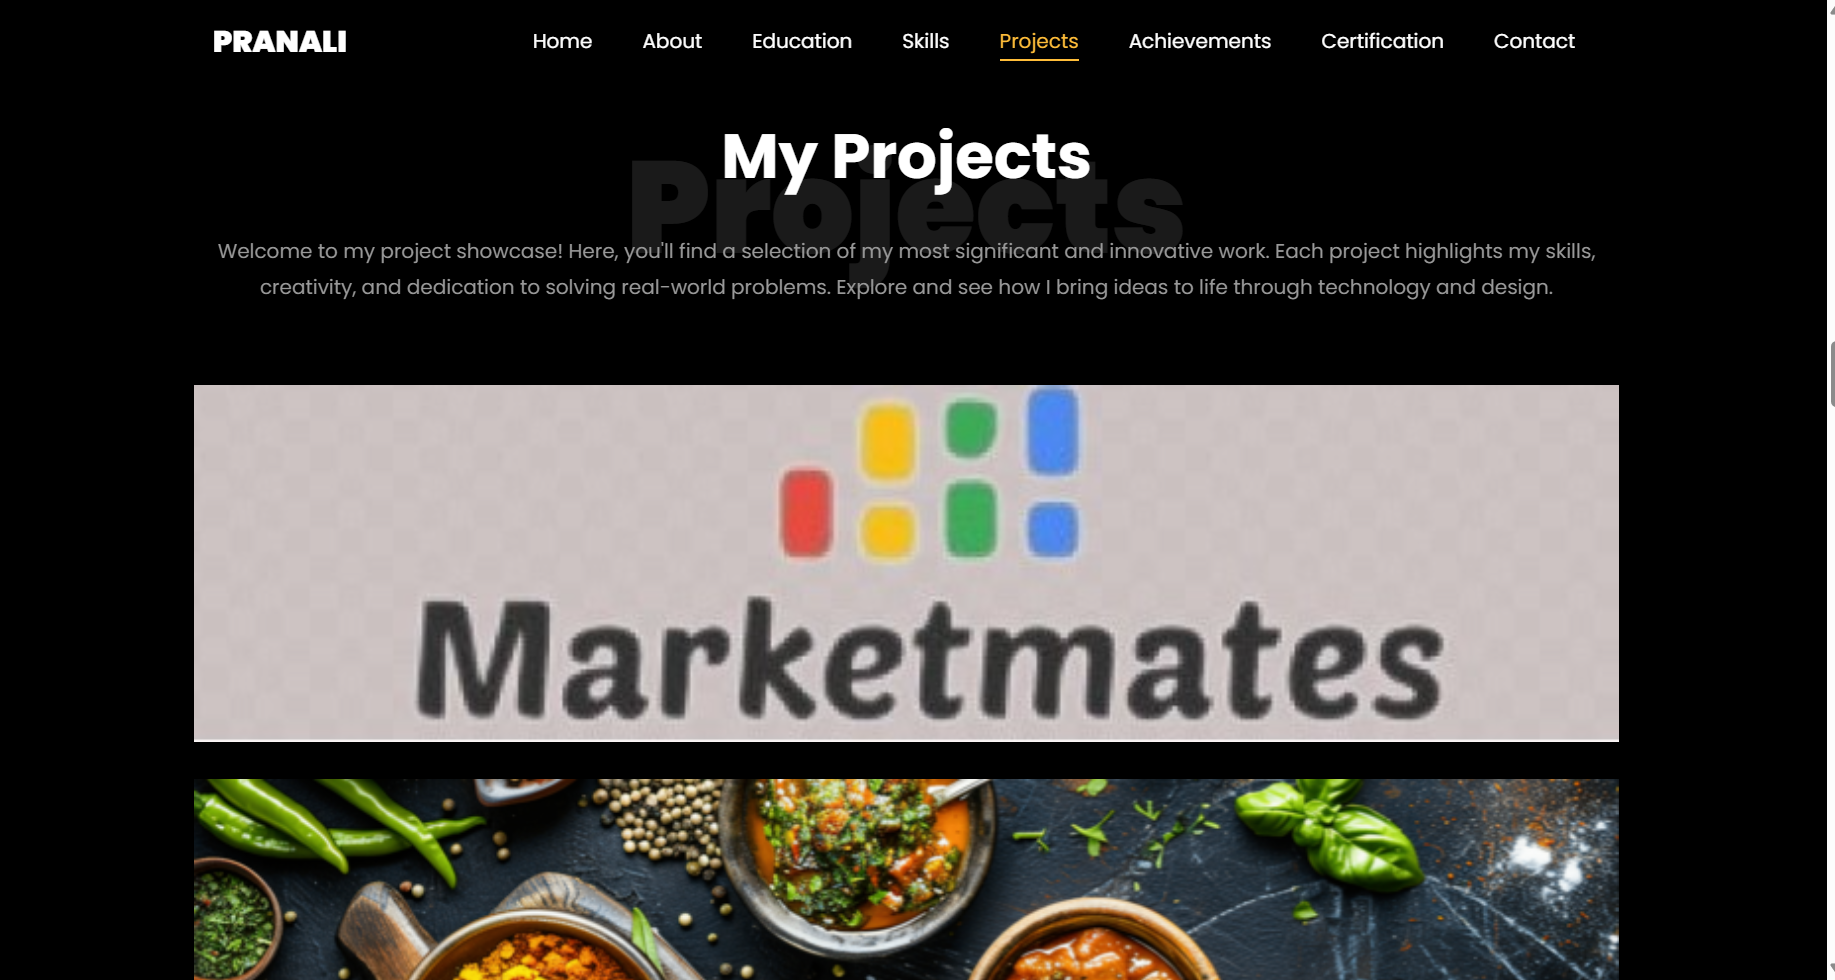 PRANALI Home About Education Skills Projects Achievements Certification Contact
Projects
My Projects
Welcome to my project showcase! Here, you'll find a selection of my most significant and innovative work. Each project highlights my skills,
creativity, and dedication to solving real-world problems. Explore and see how I bring ideas to life through technology and design.
Marketmates